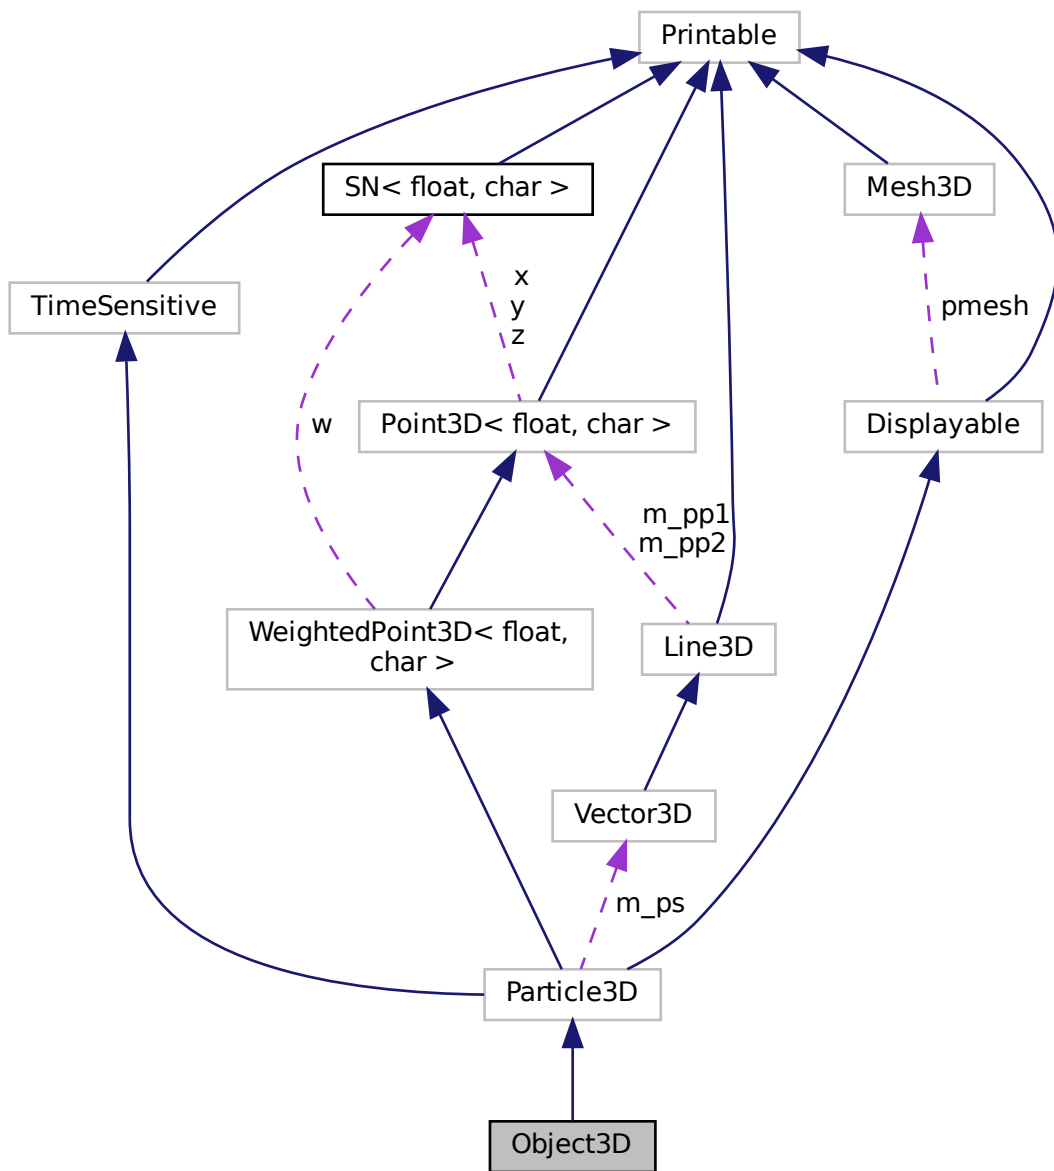 Printable
SN< float, char >
Mesh3D
x
y
z
TimeSensitive
pmesh
w
Point3D< float, char >
Displayable
m_pp1
m_pp2
WeightedPoint3D< float,
char >
Line3D
Vector3D
m_ps
Particle3D
Object3D